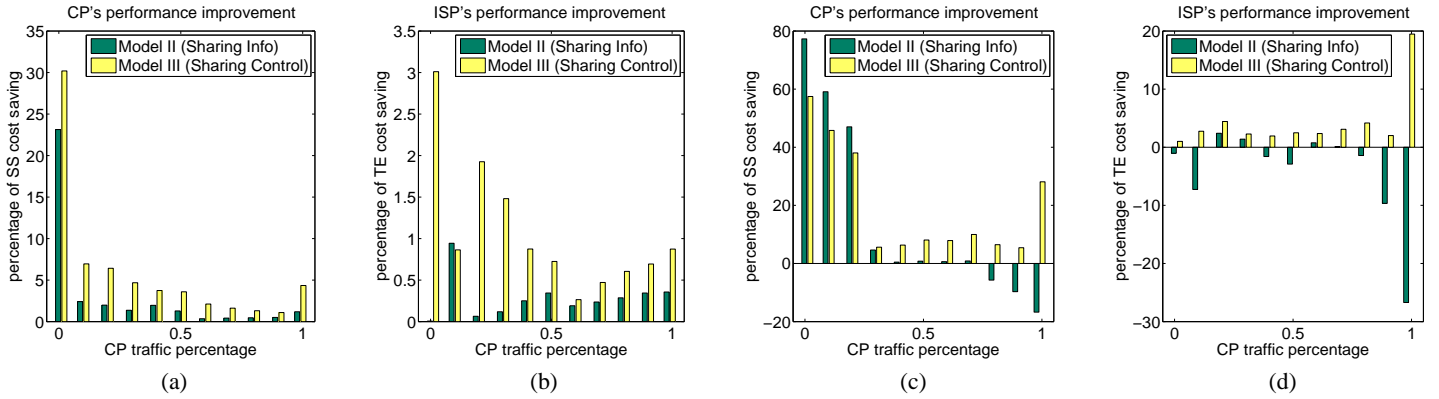 CP's performance improvement
35
30
25
20
15
10
5
0
percentage of SS cost saving
Model II (Sharing Info)
Model III (Sharing Control)
0
0.5
1
CP traffic percentage
(a)
ISP's performance improvement
3.5
3
2.5
2
1.5
1
0.5
0
percentage of TE cost saving
Model II (Sharing Info)
Model III (Sharing Control)
0
0.5
1
CP traffic percentage
(b)
CP's performance improvement
80
60
40
20
0
−20
percentage of SS cost saving
Model II (Sharing Info)
Model III (Sharing Control)
0
0.5
1
CP traffic percentage
(c)
ISP's performance improvement
20
10
0
−10
−20
−30
percentage of TE cost saving
Model II (Sharing Info)
Model III (Sharing Control)
0
0.5
1
CP traffic percentage
(d)